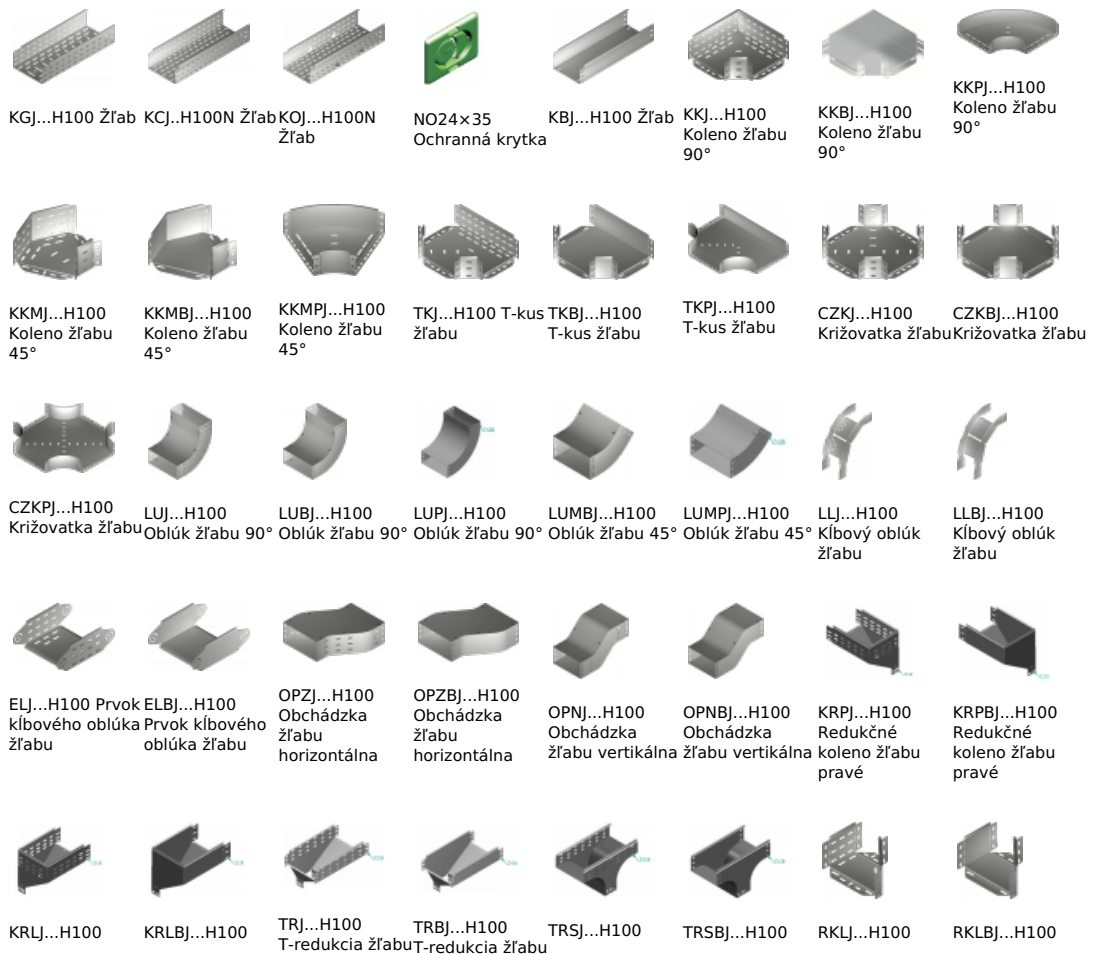 KGJ...H100 Žľab
KCJ..H100N Žľab
KOJ...H100N
Žľab
NO24×35
Ochranná krytka
KBJ...H100 Žľab
KKJ...H100
Koleno žľabu
90°
KKBJ...H100
Koleno žľabu
90°
KKPJ...H100
Koleno žľabu
90°
KKMJ...H100
Koleno žľabu
45°
KKMBJ...H100
Koleno žľabu
45°
KKMPJ...H100
Koleno žľabu
45°
TKJ...H100 T-kus
žľabu
TKBJ...H100
T-kus žľabu
TKPJ...H100
T-kus žľabu
CZKJ...H100
Križovatka žľabu
CZKBJ...H100
Križovatka žľabu
CZKPJ...H100
Križovatka žľabu
LUJ...H100
Oblúk žľabu 90°
LUBJ...H100
Oblúk žľabu 90°
LUPJ...H100
Oblúk žľabu 90°
LUMBJ...H100
Oblúk žľabu 45°
LUMPJ...H100
Oblúk žľabu 45°
LLJ...H100
Kĺbový oblúk
žľabu
LLBJ...H100
Kĺbový oblúk
žľabu
ELJ...H100 Prvok
kĺbového oblúka
žľabu
ELBJ...H100
Prvok kĺbového
oblúka žľabu
OPZJ...H100
Obchádzka
žľabu
horizontálna
OPZBJ...H100
Obchádzka
žľabu
horizontálna
OPNJ...H100
Obchádzka
žľabu vertikálna
OPNBJ...H100
Obchádzka
žľabu vertikálna
KRPJ...H100
Redukčné
koleno žľabu
pravé
KRPBJ...H100
Redukčné
koleno žľabu
pravé
KRLJ...H100
KRLBJ...H100
TRJ...H100
T-redukcia žľabu
TRBJ...H100
T-redukcia žľabu
TRSJ...H100
TRSBJ...H100
RKLJ...H100
RKLBJ...H100